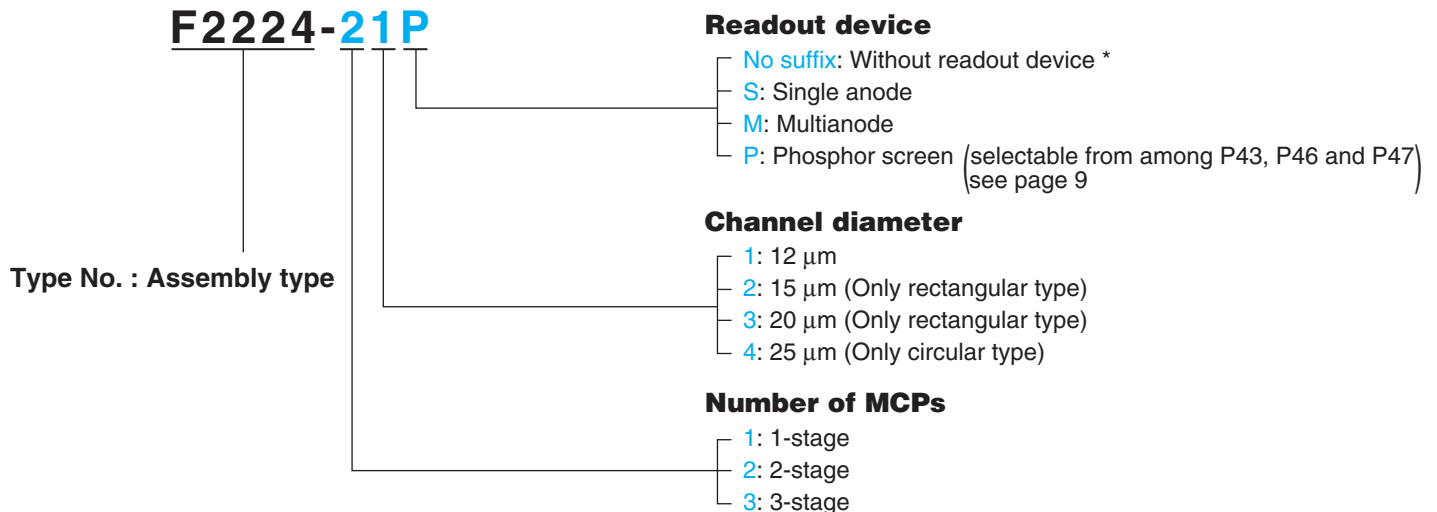 F2224-21P
Readout device
No suffix: Without readout device *
S: Single anode
M: Multianode
P: Phosphor screen (selectable from among P43, P46 and P47
see page 9)
Channel diameter
1: 12 μm
Type No. : Assembly type
2: 15 μm (Only rectangular type)
3: 20 μm (Only rectangular type)
4: 25 μm (Only circular type)
Number of MCPs
1: 1-stage
2: 2-stage
3: 3-stage